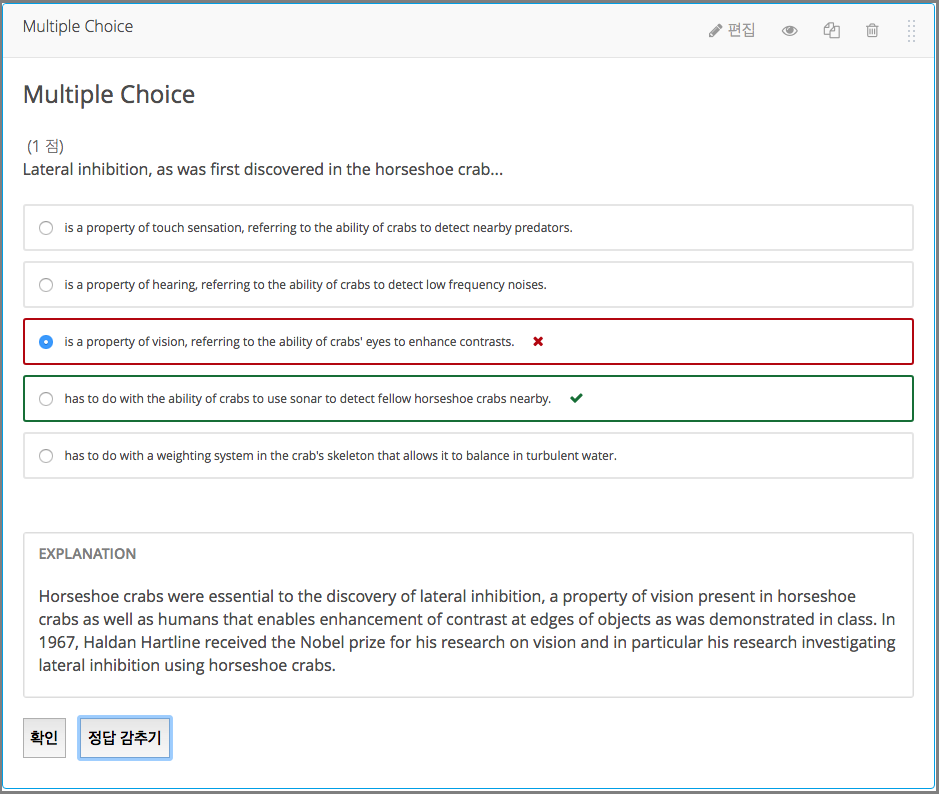 Multiple Choice
편집
Multiple Choice
(1 점)
Lateral inhibition, as was first discovered in the horseshoe crab...
is a property of touch sensation, referring to the ability of crabs to detect nearby predators.
is a property of hearing, referring to the ability of crabs to detect low frequency noises.
is a property of vision, referring to the ability of crabs' eyes to enhance contrasts.
has to do with the ability of crabs to use sonar to detect fellow horseshoe crabs nearby.
has to do with a weighting system in the crab's skeleton that allows it to balance in turbulent water.
EXPLANATION
Horseshoe crabs were essential to the discovery of lateral inhibition, a property of vision present in horseshoe
crabs as well as humans that enables enhancement of contrast at edges of objects as was demonstrated in class. In
1967, Haldan Hartline received the Nobel prize for his research on vision and in particular his research investigating
lateral inhibition using horseshoe crabs.
확인
정답 감추기